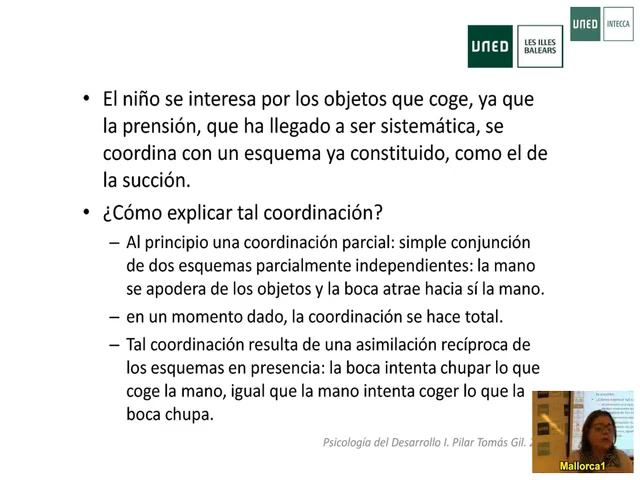 UNED
INTECCA
UNED
LES ILLES
BALEARS
• El niño se interesa por los objetos que coge, ya que
la prensión, que ha llegado a ser sistemática, se
coordina con un esquema ya constituido, como el de
la succión.
• ¿Cómo explicar tal coordinación?
– Al principio una coordinación parcial: simple conjunción
de dos esquemas parcialmente independientes: la mano
se apodera de los objetos y la boca atrae hacia sí la mano.
– en un momento dado, la coordinación se hace total.
– Tal coordinación resulta de una asimilación recíproca de
los esquemas en presencia: la boca intenta chupar lo que
coge la mano, igual que la mano intenta coger lo que la
boca chupa.
Psicología del Desarrollo I. Pilar Tomás Gil.
Mallorca1